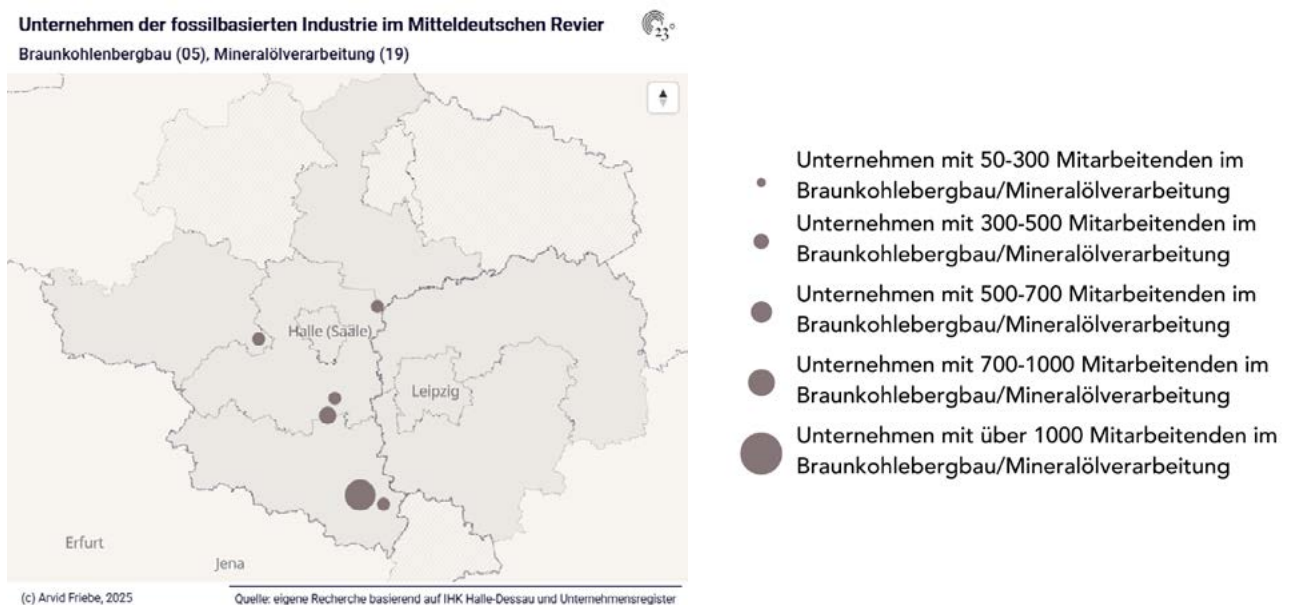 Unternehmen der fossilbasierten Industrie im Mitteldeutschen Revier
23°
Braunkohlenbergbau (05), Mineralölverarbeitung (19)
Halle (Saale)
Leipzig
Erfurt
Jena
(c) Arvid Friebe, 2025
Quelle: eigene Recherche basierend auf IHK Halle-Dessau und Unternehmensregister
Unternehmen mit 50-300 Mitarbeitenden im
Braunkohlebergbau/Mineralölverarbeitung
Unternehmen mit 300-500 Mitarbeitenden im
Braunkohlebergbau/Mineralölverarbeitung
Unternehmen mit 500-700 Mitarbeitenden im
Braunkohlebergbau/Mineralölverarbeitung
Unternehmen mit 700-1000 Mitarbeitenden im
Braunkohlebergbau/Mineralölverarbeitung
Unternehmen mit über 1000 Mitarbeitenden im
Braunkohlebergbau/Mineralölverarbeitung